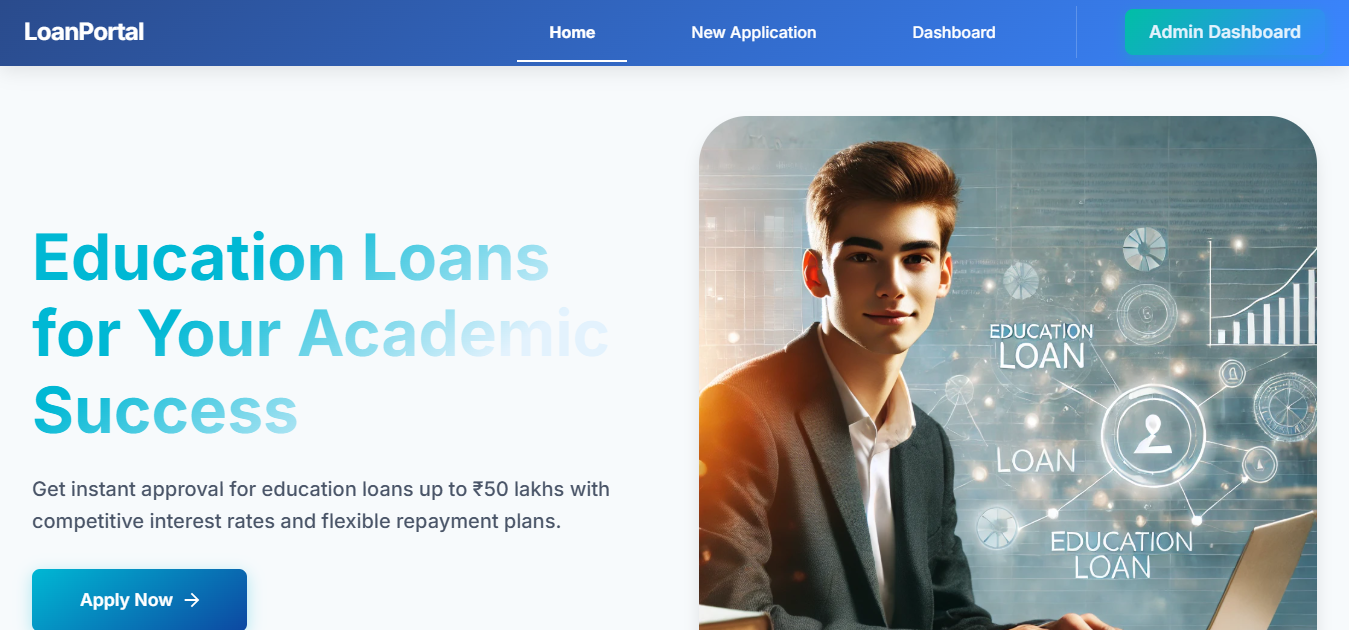 LoanPortal
Home
New Application
Dashboard
Admin Dashboard
Education Loans
for Your Academic
Success
Get instant approval for education loans up to ₹50 lakhs with
competitive interest rates and flexible repayment plans.
Apply Now →
EDUCATION
LOAN
LOAN
EDUCATION
LOAN